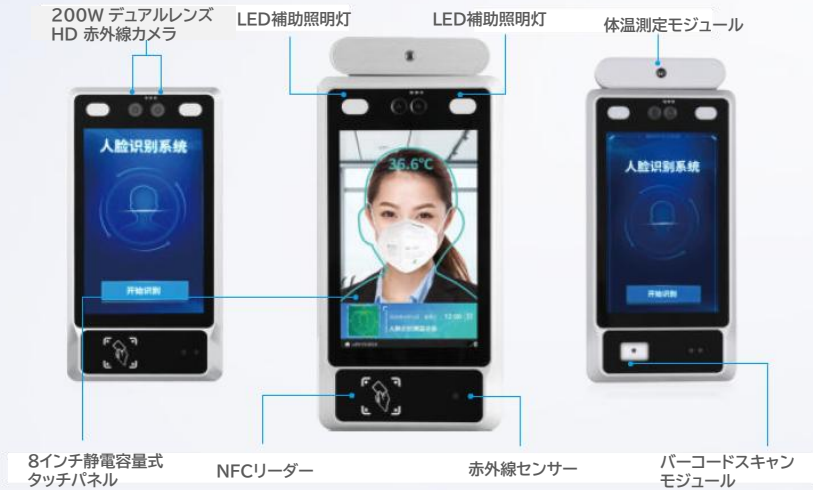 200W デュアルレンズ
HD 赤外線カメラ
LED補助照明灯
LED補助照明灯
体温測定モジュール
人脸识别系统
开始识别
36.6℃
12:00
人脸识别系统
开始识别
8インチ静電容量式
タッチパネル
NFCリーダー
赤外線センサー
バーコードスキャン
モジュール